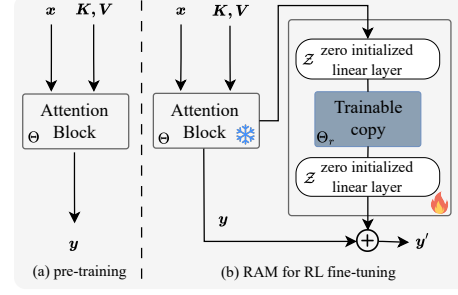 x K, V
Attention
Block
Θ
y
(a) pre-training
x K, V
Attention
Block
Θ
y
Z zero initialized
linear layer
Trainable
copy
Θr
Z zero initialized
linear layer
+
y′
(b) RAM for RL fine-tuning